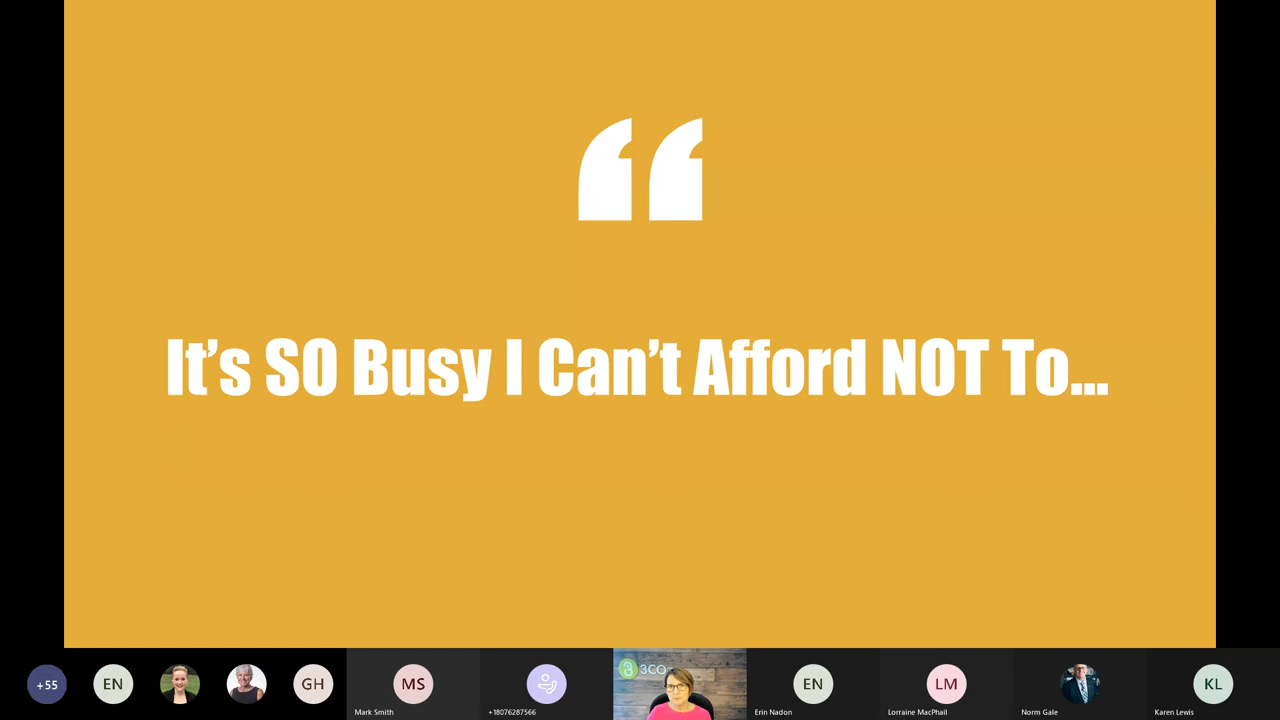 “
It’s SO Busy I Can’t Afford NOT To...
3CO
+55
EN
GH
MS
EN
LM
KL
Mark Smith
+18076287566
Erin Nadon
Lorraine MacPhail
Norm Gale
Karen Lewis